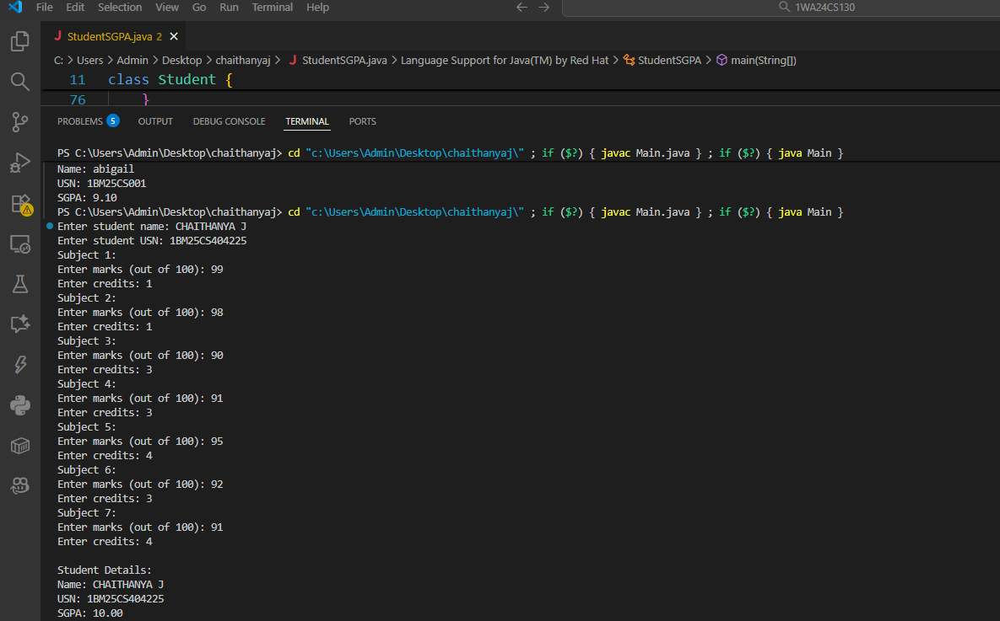 File Edit Selection View Go Run Terminal Help 1WA24CS130
J StudentSGPA.java 2
C: > Users > Admin > Desktop > chaithanyaj > J StudentSGPA.java > Language Support for Java(TM) by Red Hat > StudentSGPA > main(String[])
11 class Student {
76 }
PROBLEMS 5 OUTPUT DEBUG CONSOLE TERMINAL PORTS
PS C:\Users\Admin\Desktop\chaithanyaj> cd "c:\Users\Admin\Desktop\chaithanyaj\" ; if ($?) { javac Main.java } ; if ($?) { java Main }
Name: abigail
USN: 1BM25CS001
SGPA: 9.10
PS C:\Users\Admin\Desktop\chaithanyaj> cd "c:\Users\Admin\Desktop\chaithanyaj\" ; if ($?) { javac Main.java } ; if ($?) { java Main }
Enter student name: CHAITHANYA J
Enter student USN: 1BM25CS404225
Subject 1:
Enter marks (out of 100): 99
Enter credits: 1
Subject 2:
Enter marks (out of 100): 98
Enter credits: 1
Subject 3:
Enter marks (out of 100): 90
Enter credits: 3
Subject 4:
Enter marks (out of 100): 91
Enter credits: 3
Subject 5:
Enter marks (out of 100): 95
Enter credits: 4
Subject 6:
Enter marks (out of 100): 92
Enter credits: 3
Subject 7:
Enter marks (out of 100): 91
Enter credits: 4
Student Details:
Name: CHAITHANYA J
USN: 1BM25CS404225
SGPA: 10.00